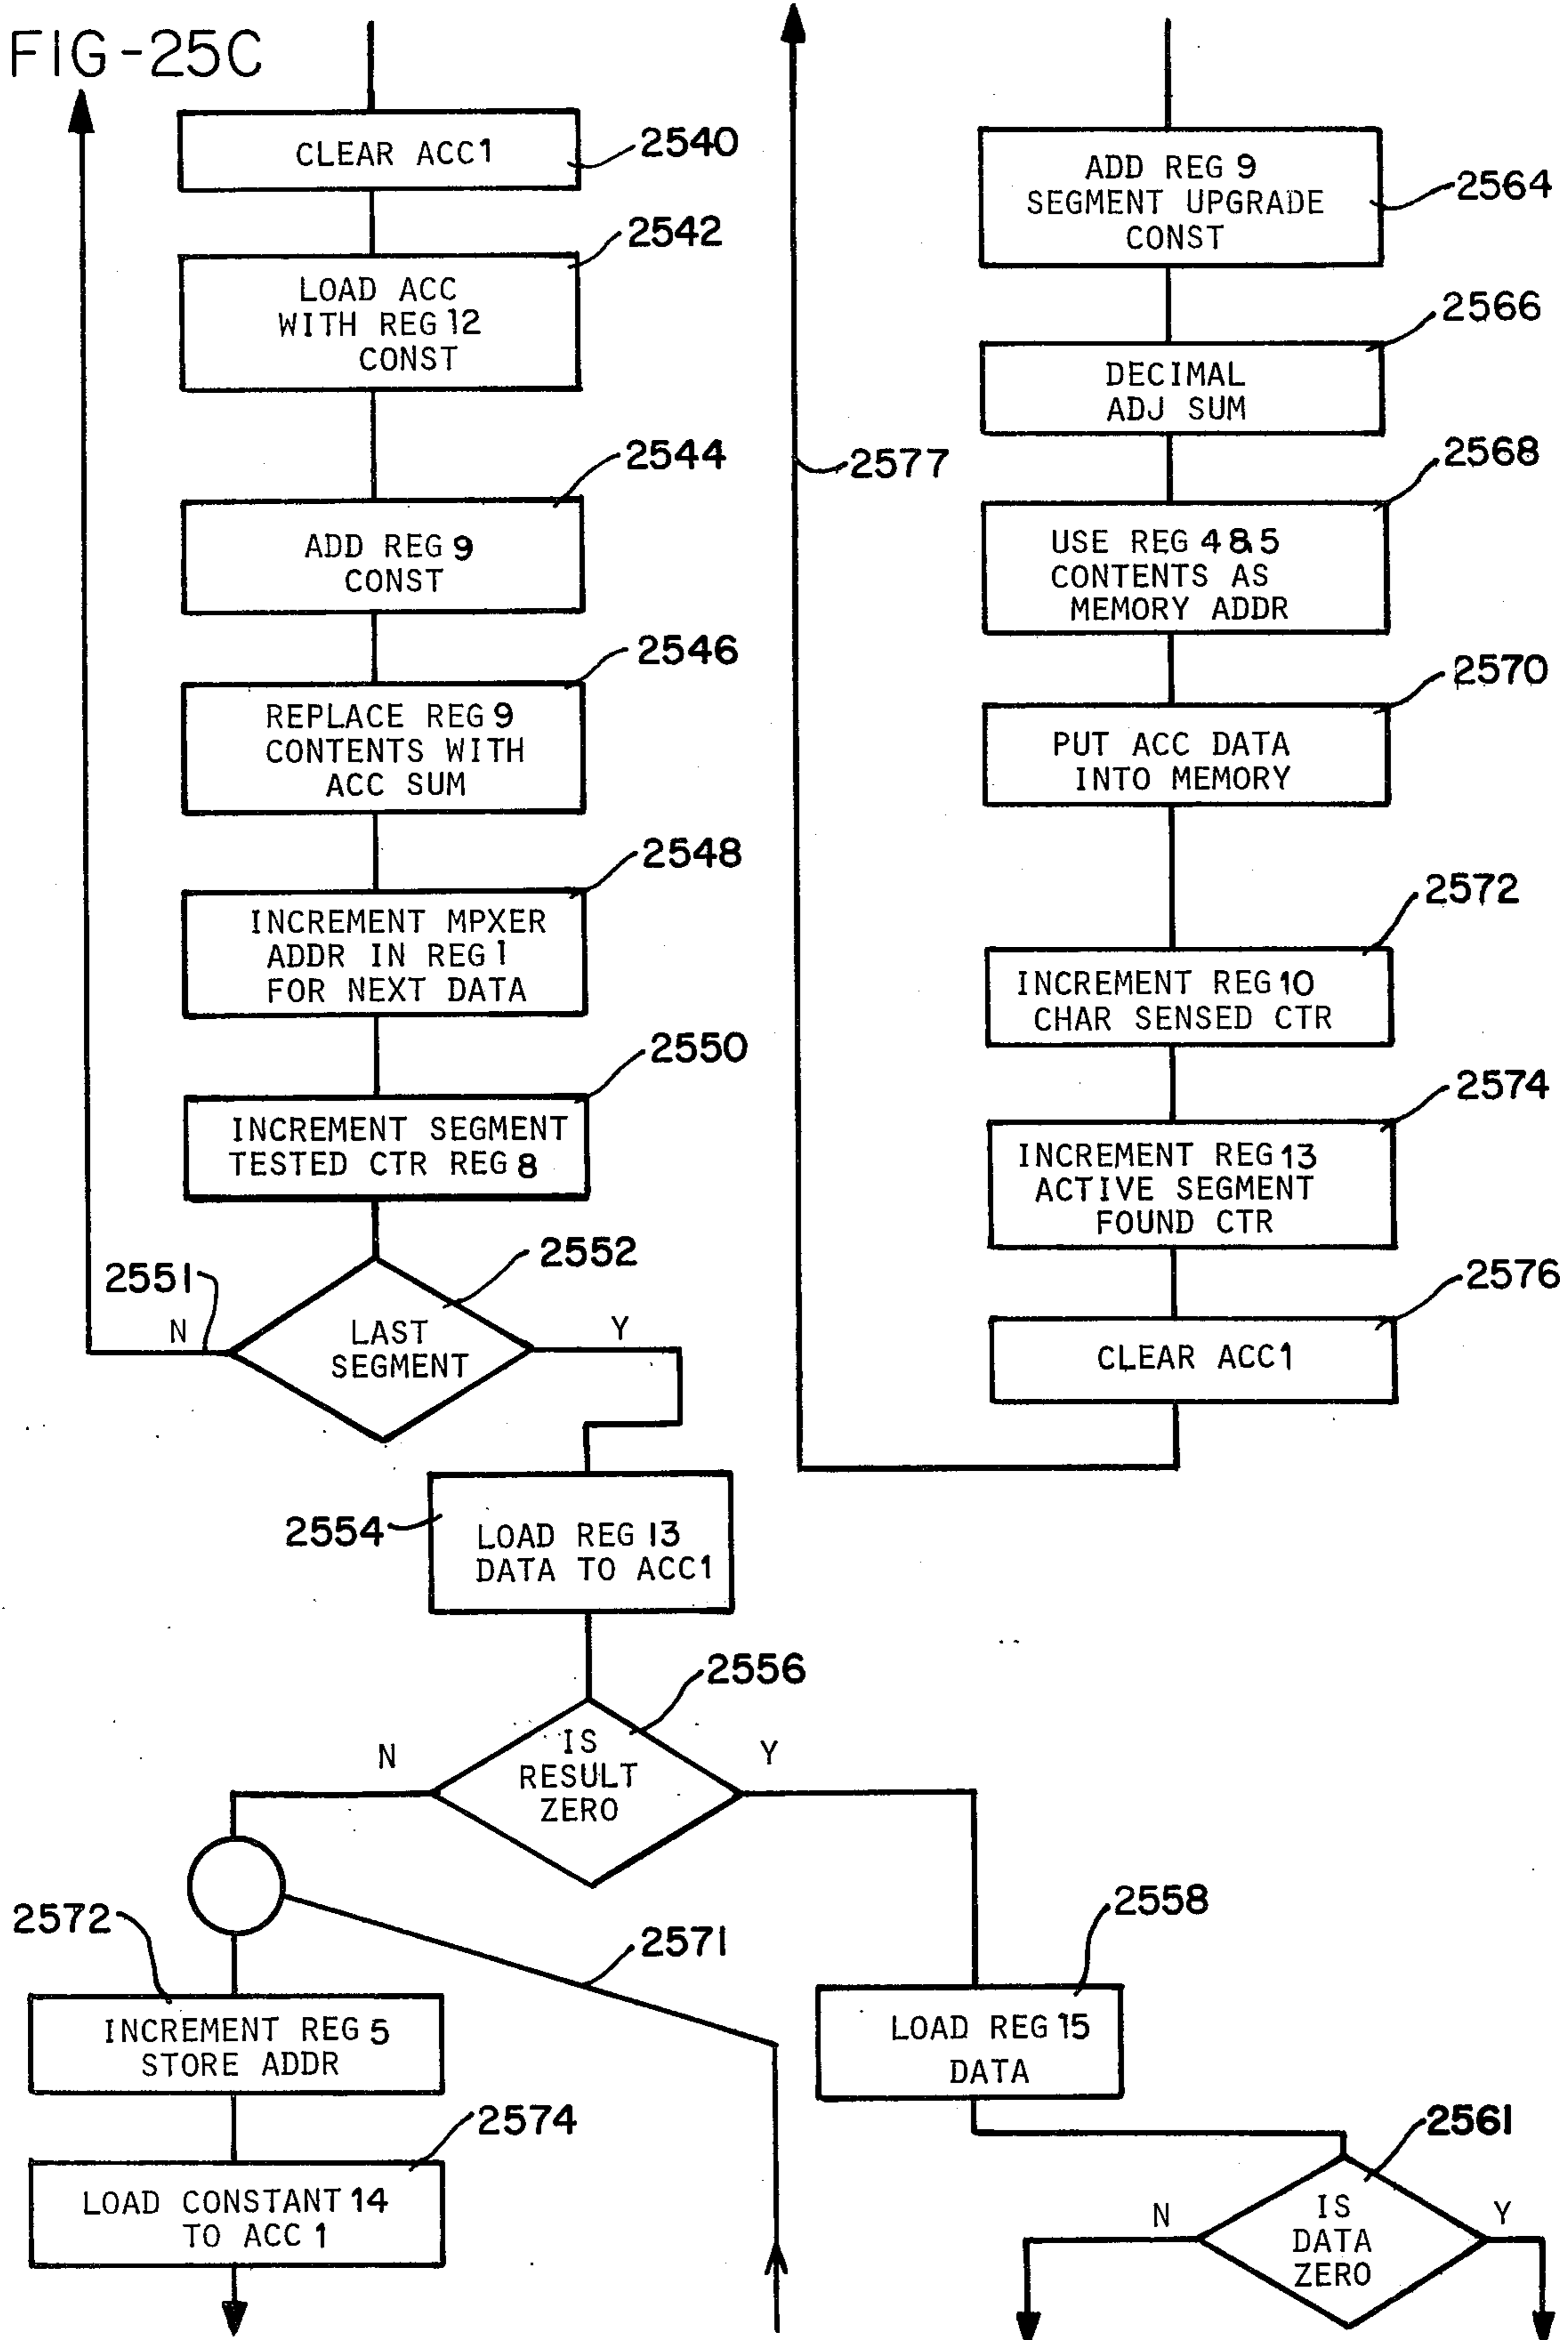 FIG-25C
CLEAR ACC1
2540
LOAD ACC
WITH REG 12
CONST
2542
ADD REG 9
CONST
2544
REPLACE REG 9
CONTENTS WITH
ACC SUM
2546
INCREMENT MPXER
ADDR IN REG 1
FOR NEXT DATA
2548
INCREMENT SEGMENT
TESTED CTR REG 8
2550
2551
N
LAST
SEGMENT
2552
Y
2554
LOAD REG 13
DATA TO ACC1
2556
N
IS
RESULT
ZERO
Y
2572
INCREMENT REG 5
STORE ADDR
2571
2574
LOAD CONSTANT 14
TO ACC 1
2558
LOAD REG 15
DATA
2561
N
IS
DATA
ZERO
Y
2577
ADD REG 9
SEGMENT UPGRADE
CONST
2564
DECIMAL
ADJ SUM
2566
USE REG 4&5
CONTENTS AS
MEMORY ADDR
2568
PUT ACC DATA
INTO MEMORY
2570
INCREMENT REG 10
CHAR SENSED CTR
2572
INCREMENT REG 13
ACTIVE SEGMENT
FOUND CTR
2574
CLEAR ACC1
2576